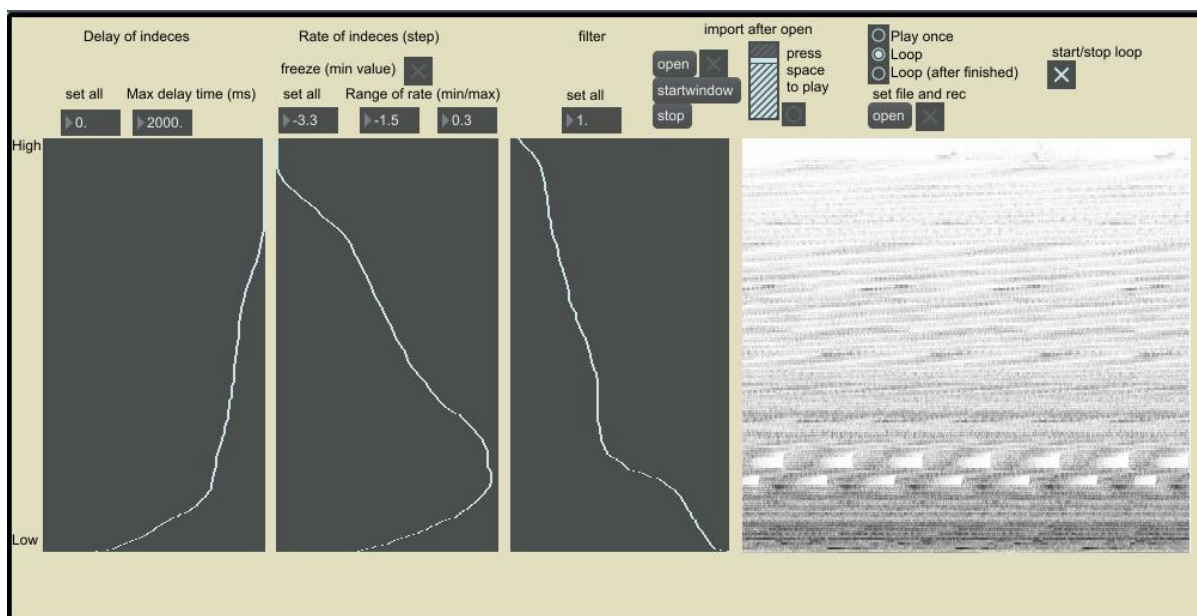 Delay of indeces
Rate of indeces (step)
filter
import after open
Play once
Loop
Loop (after finished)
start/stop loop
freeze (min value)
open
press
space
to play
set all
Max delay time (ms)
set all
Range of rate (min/max)
set all
startwindow
set file and rec
0.
2000.
-3.3
-1.5
0.3
1.
stop
open
High
Low